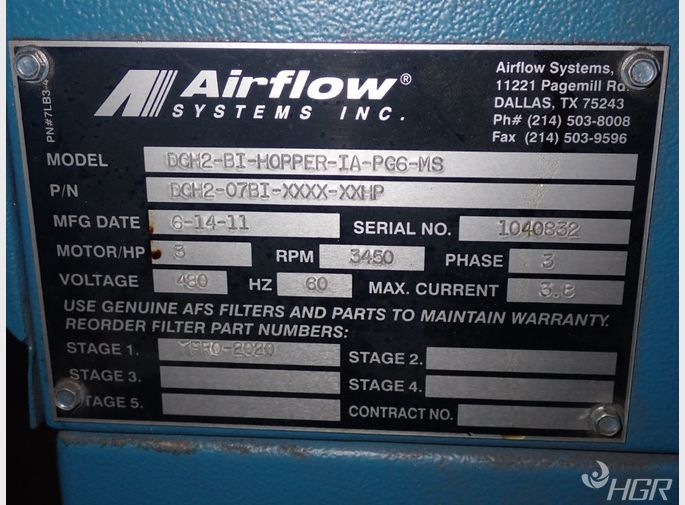 Airflow®
SYSTEMS INC.
Airflow Systems,
11221 Pagemill Rd.
DALLAS, TX 75243
Ph# (214) 503-8008
Fax (214) 503-9596
MODEL DGH2-BI-HOPPER-IA-PG6-MS
P/N DGH2-07BI-XXXX-XXHP
MFG DATE 6-14-11 SERIAL NO. 1040832
MOTOR/HP 3 RPM 3450 PHASE 3
VOLTAGE 480 HZ 60 MAX. CURRENT 3.8
USE GENUINE AFS FILTERS AND PARTS TO MAINTAIN WARRANTY.
REORDER FILTER PART NUMBERS:
STAGE 1. STAGE 2.
STAGE 3. STAGE 4.
STAGE 5. CONTRACT NO.
HGR